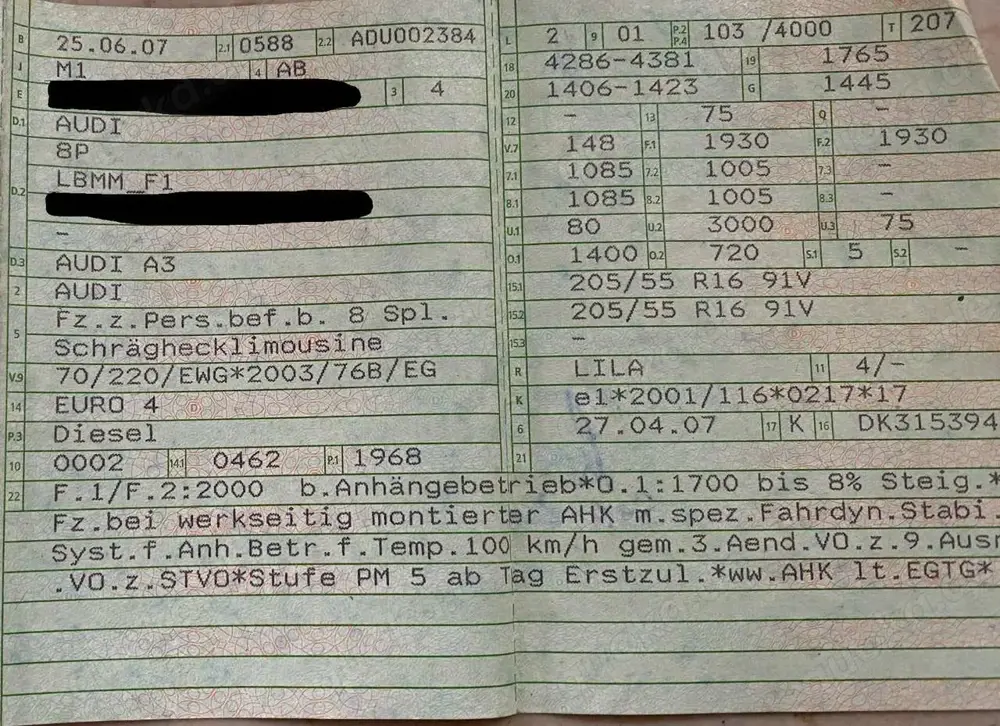 B 25.06.07 2.1 0588 2.2 ADU002384
J M1 4 AB
E 3 4
D.1 AUDI
8P
D.2 LBMM_F1
–
D.3 AUDI A3
2 AUDI
5 Fz.z.Pers.bef.b. 8 Spl.
Schräghecklimousine
V.9 70/220/EWG*2003/76B/EG
14 EURO 4
P.3 Diesel
10 0002 14.1 0462 P.1 1968
L 2 9 01 P.2 P.4 103 /4000 T 207
18 4286-4381 19 1765
20 1406-1423 G 1445
12 – 13 75 Q –
V.7 148 F.1 1930 F.2 1930
7.1 1085 7.2 1005 7.3 –
8.1 1085 8.2 1005 8.3 –
U.1 80 U.2 3000 U.3 75
O.1 1400 O.2 720 S.1 5 S.2 –
15.1 205/55 R16 91V
15.2 205/55 R16 91V
15.3 –
R LILA 11 4/–
K e1*2001/116*0217*17
6 27.04.07 17 K 16 DK315394
21
22 F.1/F.2:2000 b.Anhängebetrieb*O.1:1700 bis 8% Steig.*
Fz.bei werkseitig montierter AHK m.spez.Fahrdyn.Stabi.
Syst.f.Anh.Betr.f.Temp.100 km/h gem.3.Aend.VO.z.9.Ausn
.VO.z.STVO*Stufe PM 5 ab Tag Erstzul.*ww.AHK lt.EGTG*